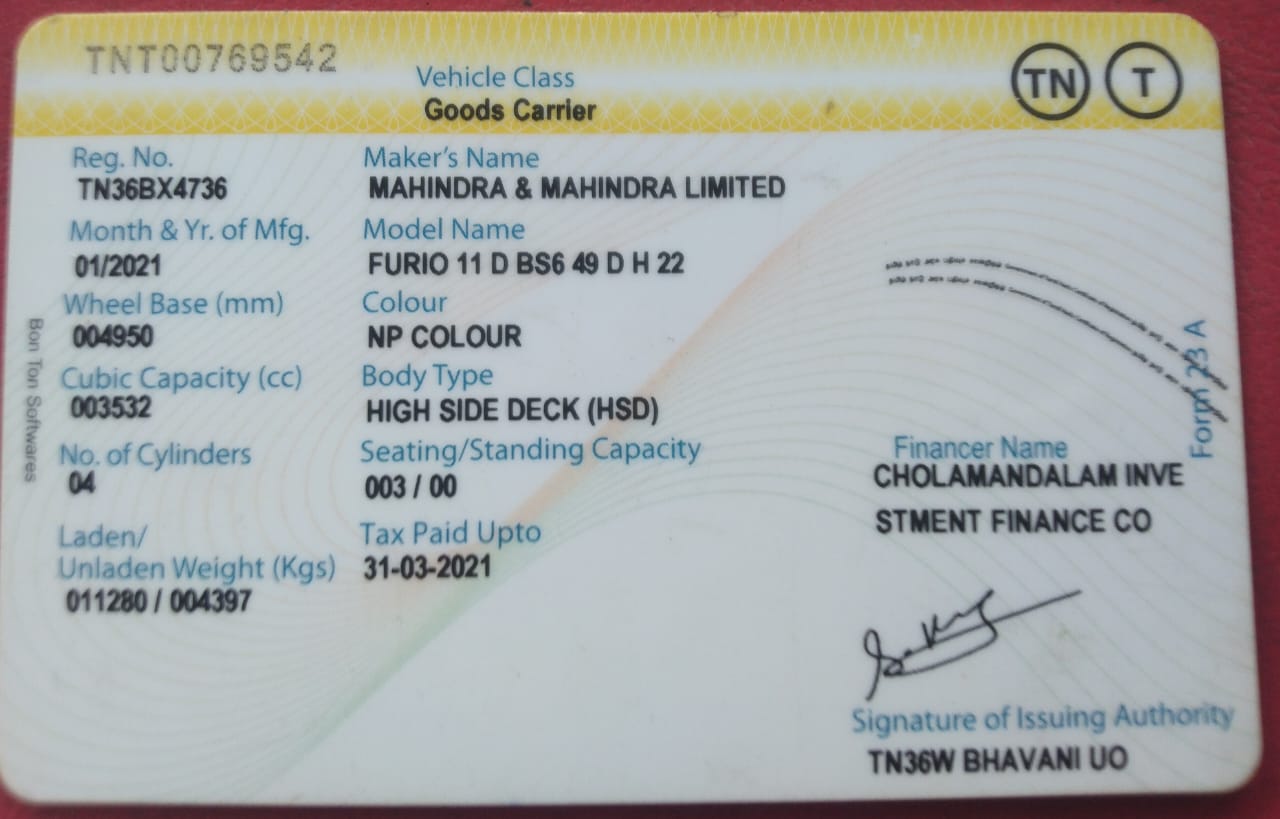 TNT00769542
Vehicle Class
Goods Carrier
TN
T
Reg. No.
TN36BX4736
Maker's Name
MAHINDRA & MAHINDRA LIMITED
Month & Yr. of Mfg.
01/2021
Model Name
FURIO 11 D BS6 49 D H 22
Wheel Base (mm)
004950
Colour
NP COLOUR
Cubic Capacity (cc)
003532
Body Type
HIGH SIDE DECK (HSD)
No. of Cylinders
04
Seating/Standing Capacity
003 / 00
Laden/
Unladen Weight (Kgs)
011280 / 004397
Tax Paid Upto
31-03-2021
Bon Ton Softwares
Form 23 A
Financer Name
CHOLAMANDALAM INVE
STMENT FINANCE CO
Signature of Issuing Authority
TN36W BHAVANI UO